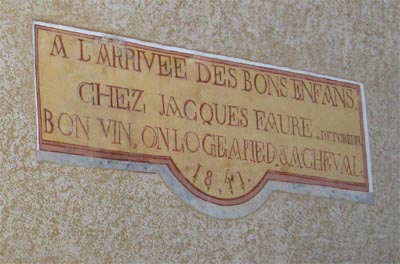 A L'ARRIVEE DES BONS ENFANS.
CHEZ JACQUES FAURE
BON VIN, ON LOGE A PIED, & A CHEVAL.
1841